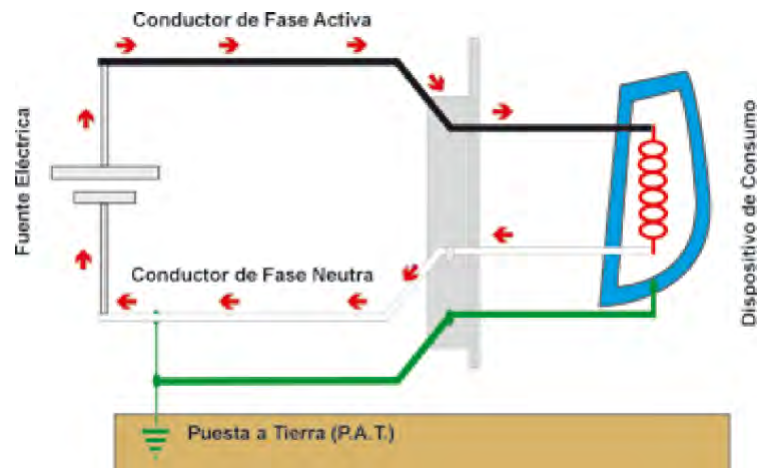 Conductor de Fase Activa
Fuente Eléctrica
Dispositivo de Consumo
Conductor de Fase Neutra
Puesta a Tierra (P.A.T.)